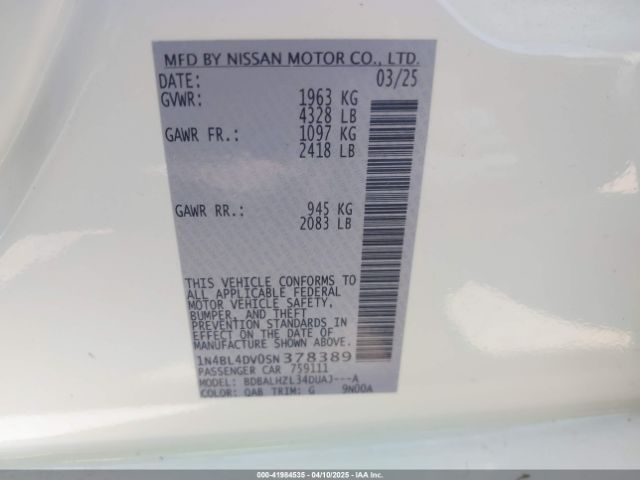 MFD BY NISSAN MOTOR CO., LTD.
DATE: 03/25
GVWR: 1963 KG
4328 LB
GAWR FR.: 1097 KG
2418 LB
GAWR RR.: 945 KG
2083 LB
THIS VEHICLE CONFORMS TO
ALL APPLICABLE FEDERAL
MOTOR VEHICLE SAFETY,
BUMPER, AND THEFT
PREVENTION STANDARDS IN
EFFECT ON THE DATE OF
MANUFACTURE SHOWN ABOVE.
1N4BL4DV0SN378389
PASSENGER CAR 759111
MODEL: BDBALHZL34DUAJ---A
COLOR: QAB TRIM: G 9N00A
000-41984535 - 04/10/2025 - IAA Inc.